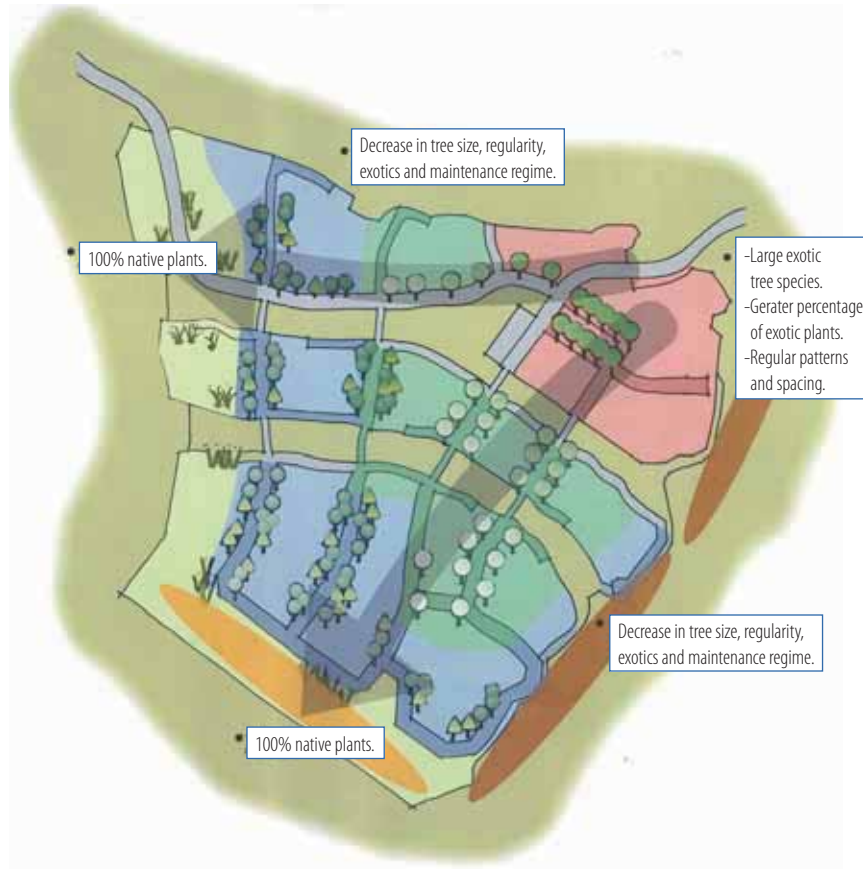 Decrease in tree size, regularity,
exotics and maintenance regime.
100% native plants.
-Large exotic
tree species.
-Gerater percentage
of exotic plants.
-Regular patterns
and spacing.
Decrease in tree size, regularity,
exotics and maintenance regime.
100% native plants.